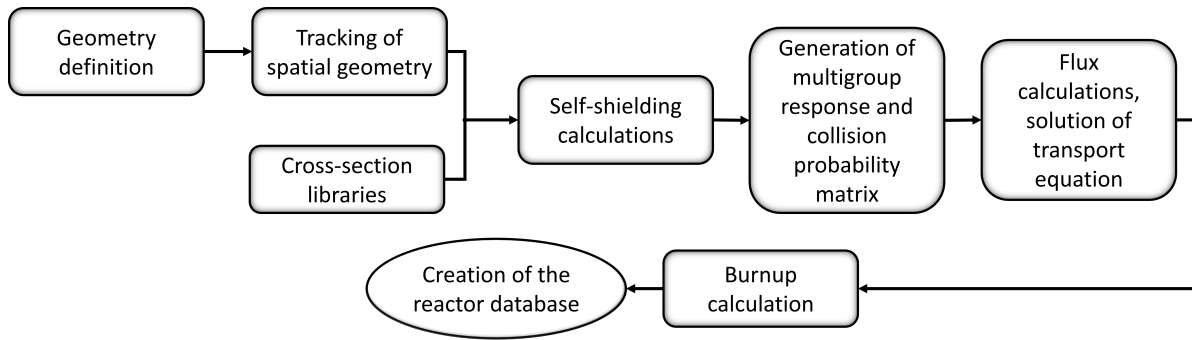 Geometry
definition
Tracking of
spatial geometry
Cross-section
libraries
Self-shielding
calculations
Generation of
multigroup
response and
collision
probability
matrix
Flux
calculations,
solution of
transport
equation
Burnup
calculation
Creation of the
reactor database